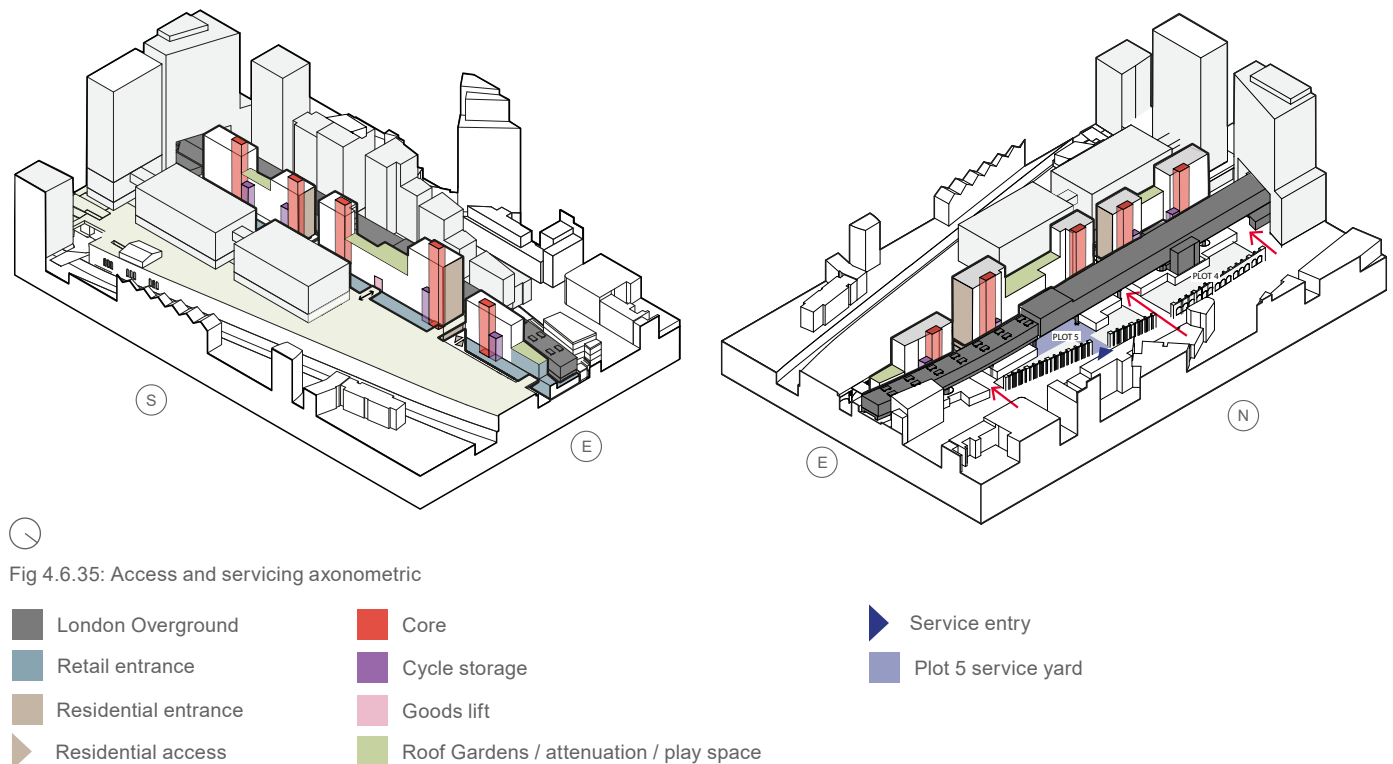 PLOT 4
PLOT 5
S
E
E
N
Fig 4.6.35: Access and servicing axonometric
London Overground
Retail entrance
Residential entrance
Residential access
Core
Cycle storage
Goods lift
Roof Gardens / attenuation / play space
Service entry
Plot 5 service yard